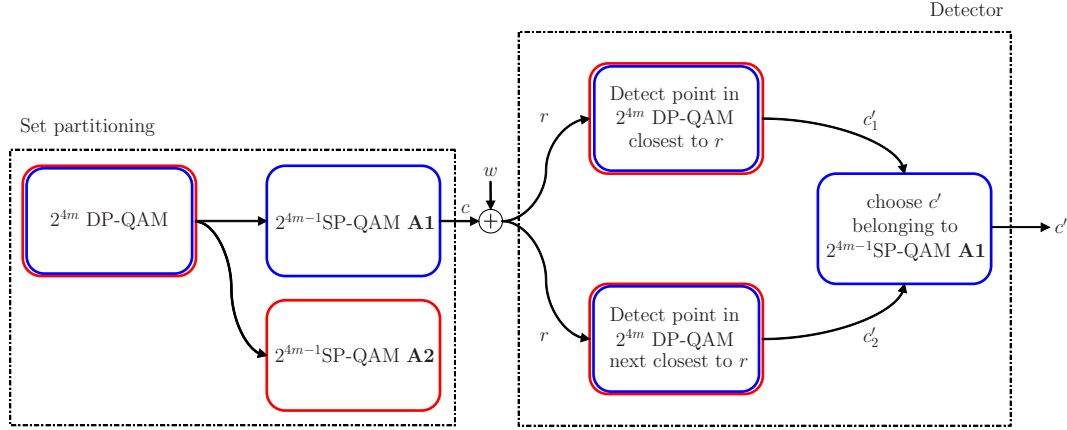 Detector
Set partitioning
2^{4m} DP-QAM
2^{4m-1}SP-QAM A1
2^{4m-1}SP-QAM A2
c
w
+
r
r
Detect point in
2^{4m} DP-QAM
closest to r
Detect point in
2^{4m} DP-QAM
next closest to r
c'_1
c'_2
choose c'
belonging to
2^{4m-1}SP-QAM A1
c'